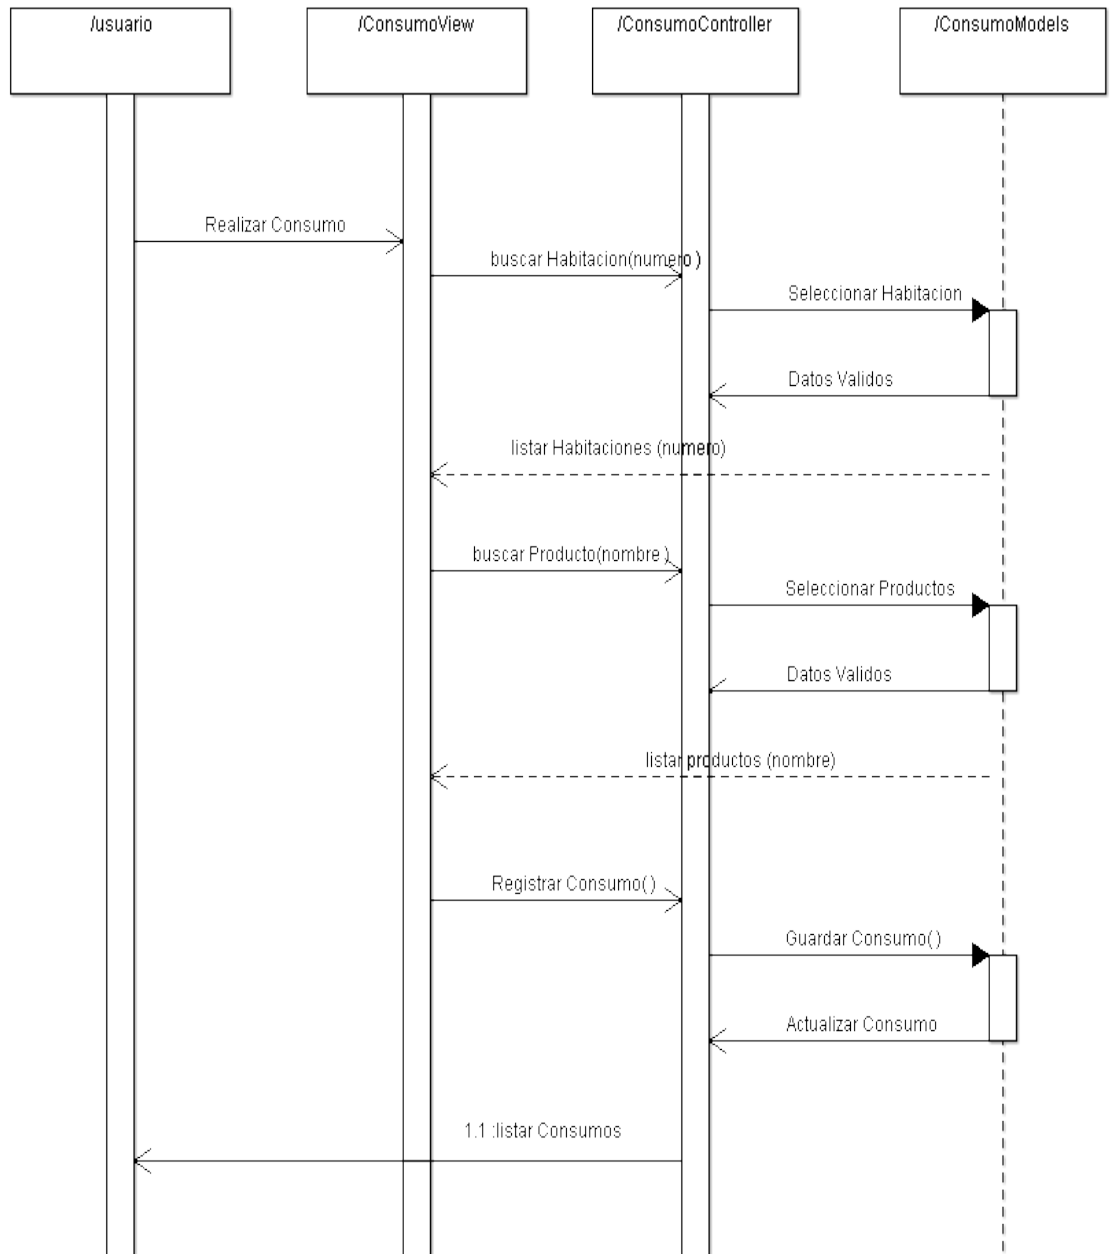 /usuario
/ConsumoView
/ConsumoController
/ConsumoModels
Realizar Consumo
buscar Habitacion(numero )
Seleccionar Habitacion
Datos Validos
listar Habitaciones (numero)
buscar Producto(nombre )
Seleccionar Productos
Datos Validos
listar productos (nombre)
Registrar Consumo( )
Guardar Consumo( )
Actualizar Consumo
1.1 :listar Consumos